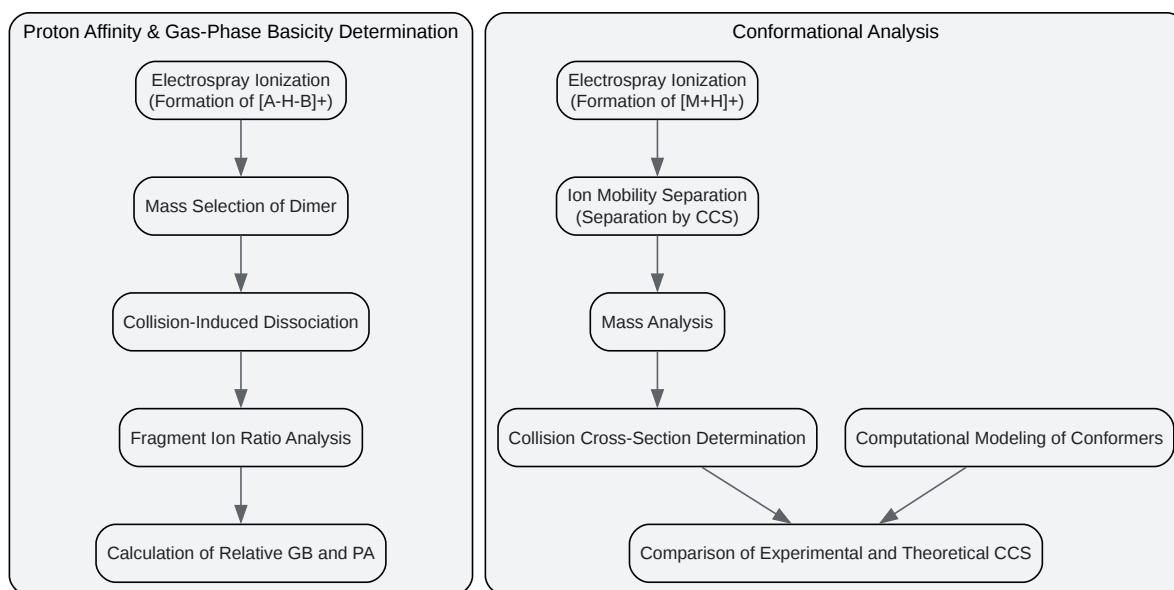 Proton Affinity & Gas-Phase Basicity Determination
Electrospray Ionization
(Formation of [A-H-B]+)
Mass Selection of Dimer
Collision-Induced Dissociation
Fragment Ion Ratio Analysis
Calculation of Relative GB and PA
Conformational Analysis
Electrospray Ionization
(Formation of [M+H]+)
Ion Mobility Separation
(Separation by CCS)
Mass Analysis
Collision Cross-Section Determination
Computational Modeling of Conformers
Comparison of Experimental and Theoretical CCS